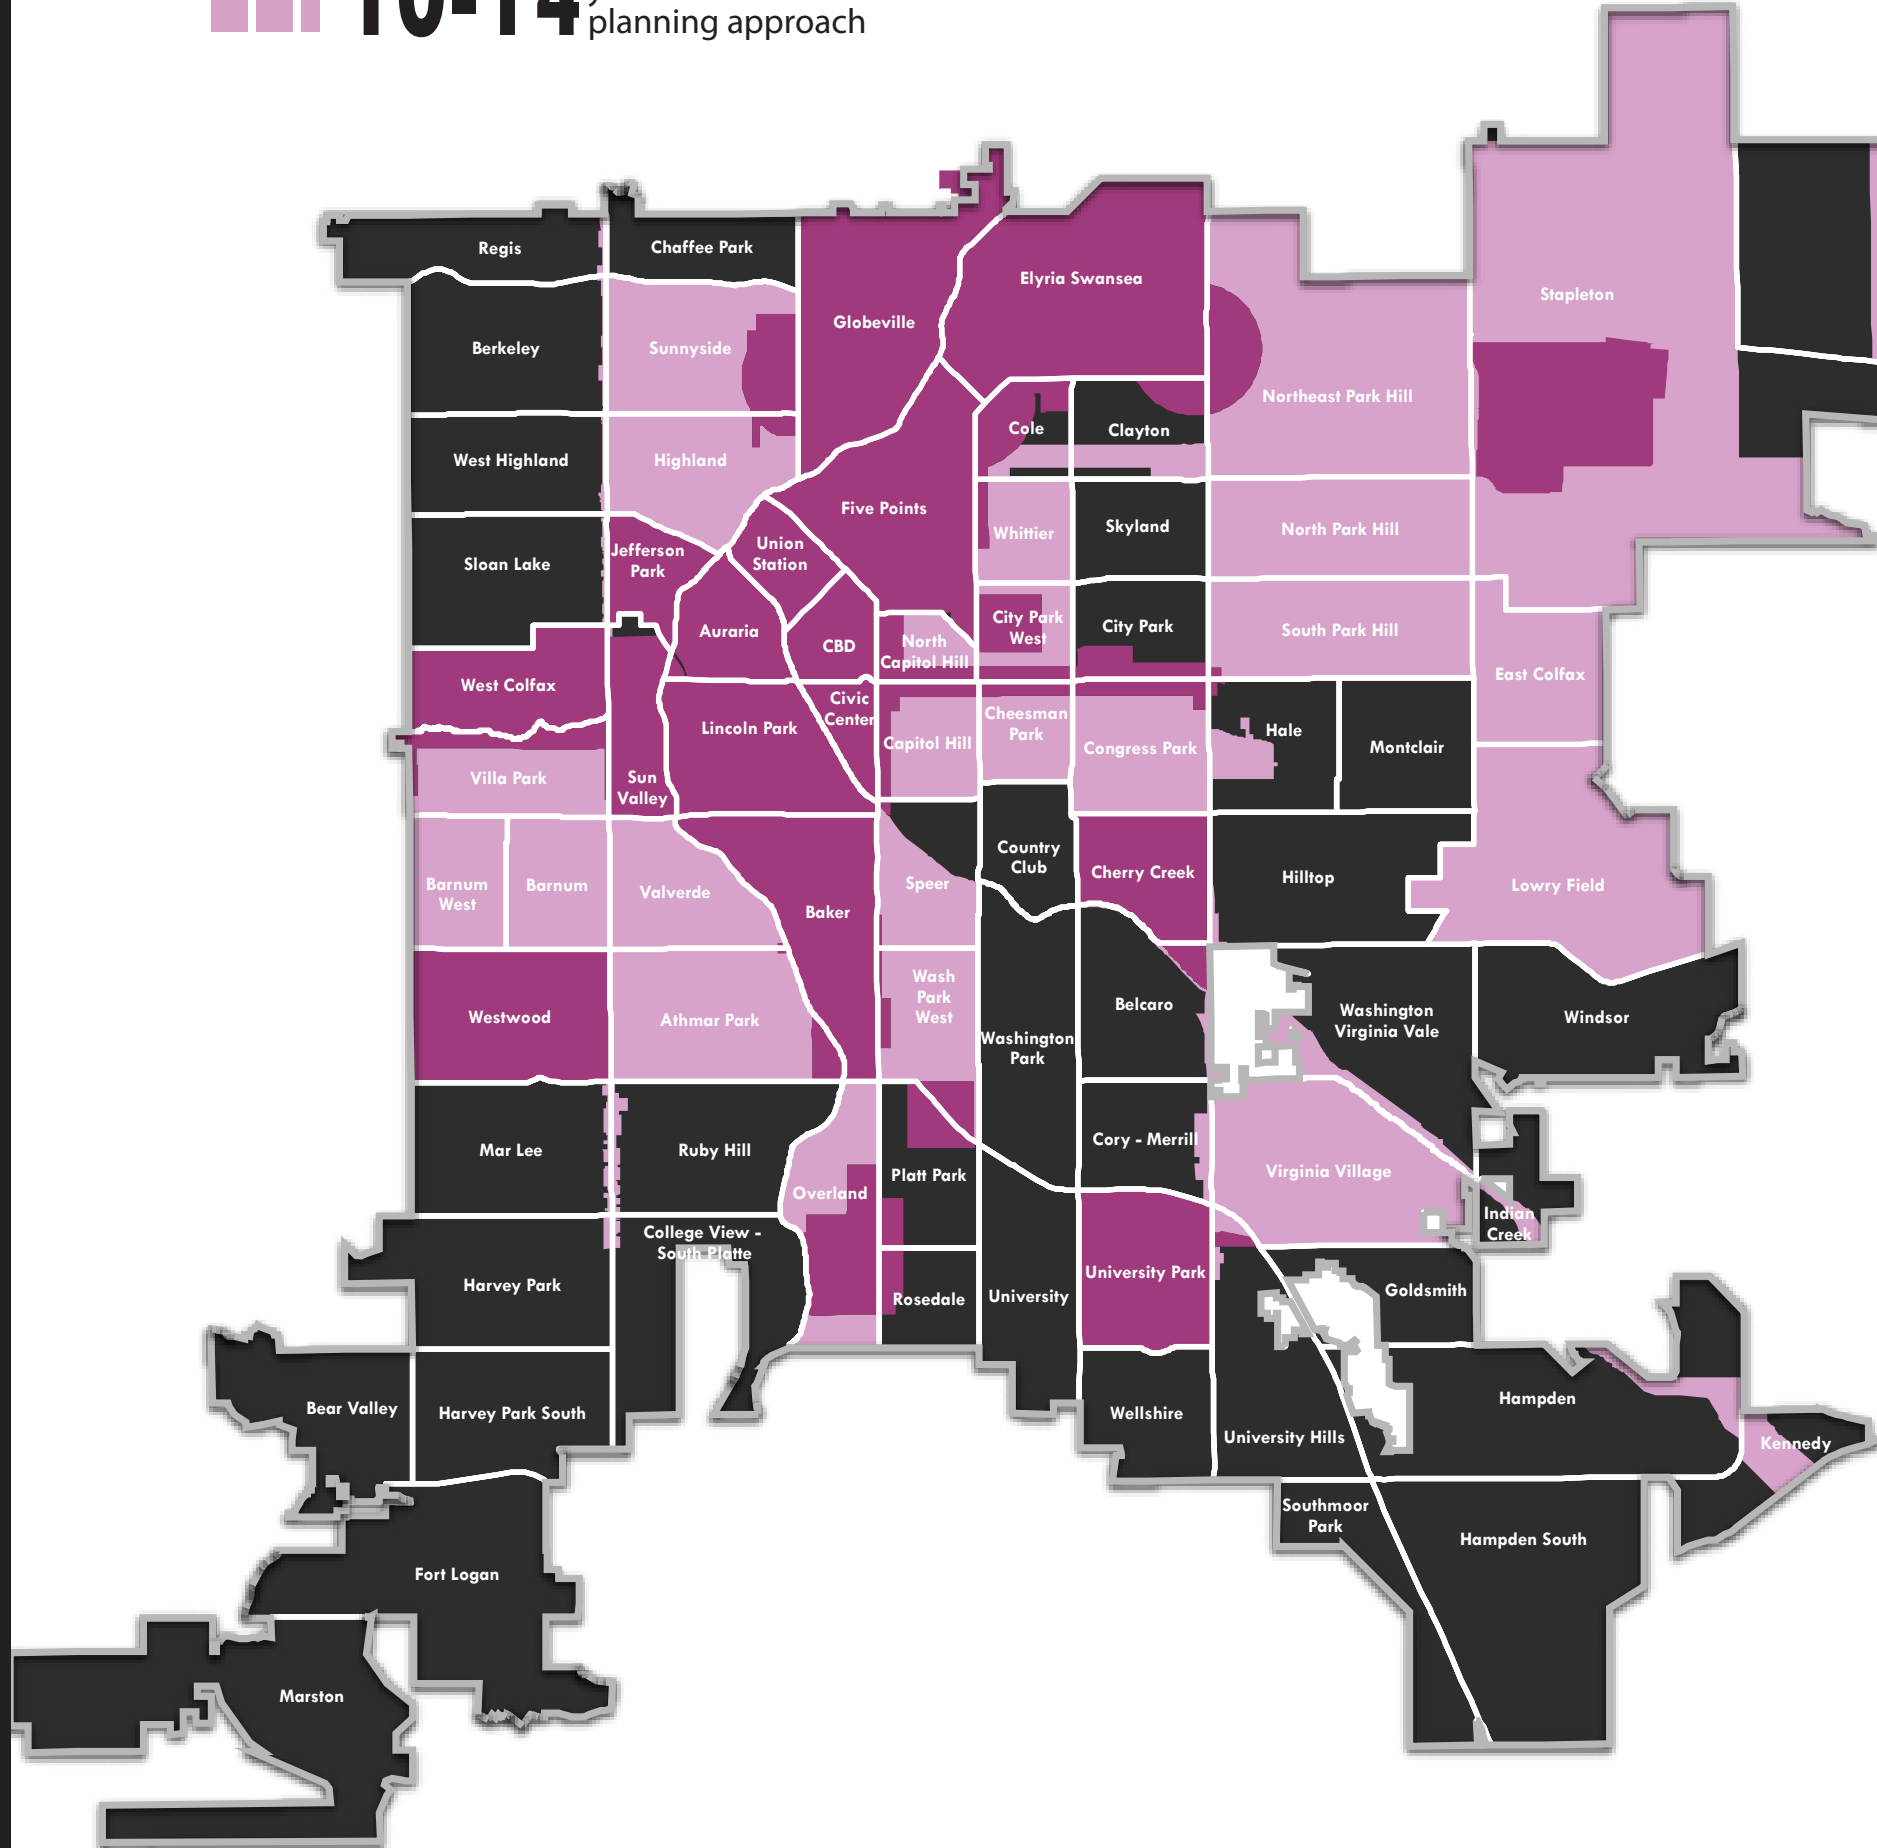 planning approach
Regis
Chaffee Park
Elyria Swansea
Stapleton
Globeville
Berkeley
Sunnyside
Northeast Park Hill
Cole
Clayton
West Highland
Highland
Five Points
Skyland
North Park Hill
Whittier
Union
Station
Jefferson
Park
Sloan Lake
City Park
West
City Park
South Park Hill
Auraria
CBD
North
Capitol Hill
East Colfax
West Colfax
Civic
Center
Lincoln Park
Cheesman
Park
Hale
Capitol Hill
Congress Park
Montclair
Villa Park
Sun
Valley
Country
Club
Cherry Creek
Hilltop
Lowry Field
Barnum
West
Barnum
Valverde
Speer
Baker
Wash
Park
West
Belcaro
Washington
Virginia Vale
Windsor
Westwood
Athmar Park
Washington
Park
Cory - Merrill
Mar Lee
Ruby Hill
Virginia Village
Platt Park
Overland
Indian
Creek
College View -
South Platte
Harvey Park
University Park
Goldsmith
Rosedale
University
Hampden
Bear Valley
Harvey Park South
Wellshire
University Hills
Kennedy
Southmoor
Park
Hampden South
Fort Logan
Marston